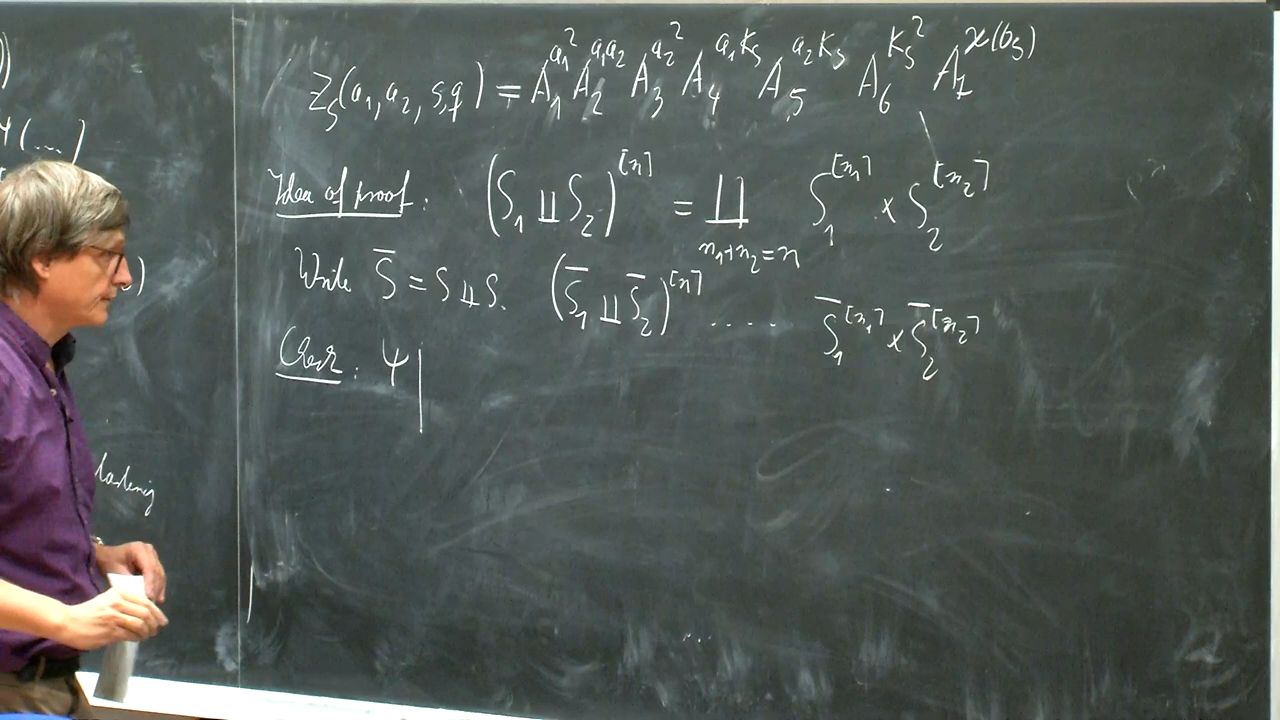 )
Ψ(...]
)
lasting
Z_S(a_1, a_2, s, q) = A_1^{a_1^2} A_2^{a_1 a_2} A_3^{a_2^2} A_4^{a_1 K_S} A_5^{a_2 K_S} A_6^{K_S^2} A_7^{χ(O_S)}
Idea of proof: (S_1 ⊔ S_2)^{[n]} = ∐_{n_1+n_2=n} S_1^{[n_1]} × S_2^{[n_2]}
Write S̄ = S ⊔ S. (S̄_1 ⊔ S̄_2)^{[n]} .... S̄_1^{[n_1]} × S̄_2^{[n_2]}
Clear: Ψ|